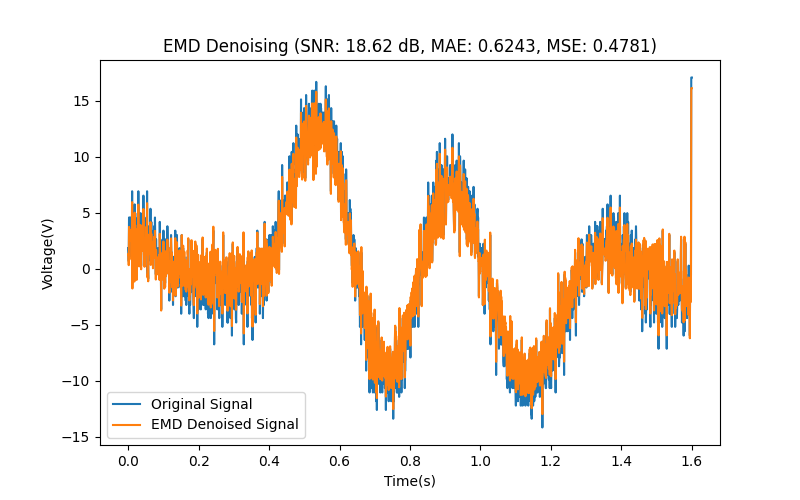 EMD Denoising (SNR: 18.62 dB, MAE: 0.6243, MSE: 0.4781)
Voltage(V)
15
10
5
0
−5
−10
−15
Original Signal
EMD Denoised Signal
0.0 0.2 0.4 0.6 0.8 1.0 1.2 1.4 1.6
Time(s)